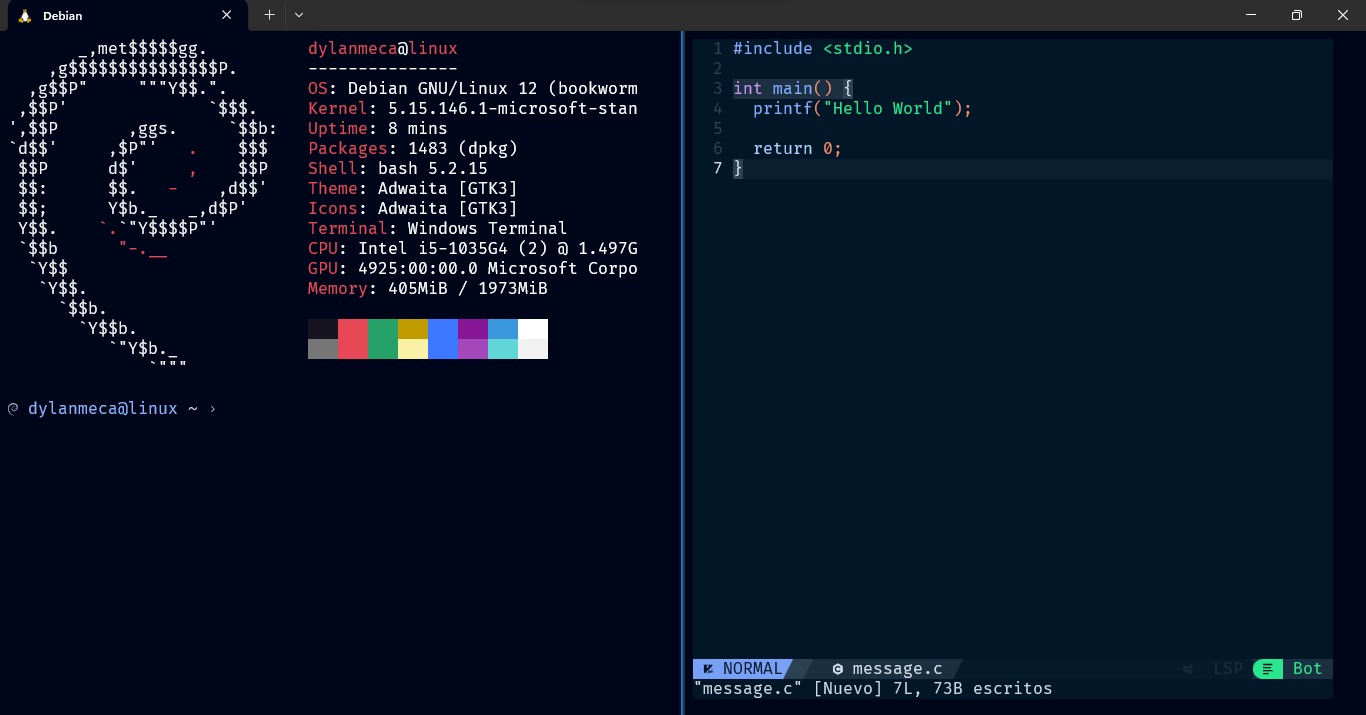 Debian
dylanmeca@linux
---------------
OS: Debian GNU/Linux 12 (bookworm
Kernel: 5.15.146.1-microsoft-stan
Uptime: 8 mins
Packages: 1483 (dpkg)
Shell: bash 5.2.15
Theme: Adwaita [GTK3]
Icons: Adwaita [GTK3]
Terminal: Windows Terminal
CPU: Intel i5-1035G4 (2) @ 1.497G
GPU: 4925:00:00.0 Microsoft Corpo
Memory: 405MiB / 1973MiB
_,met$$$$$gg.
,g$$$$$$$$$$$$$$$P.
,g$$P" """Y$$.".
,$$P' `$$$.
',$$P ,ggs. `$$b:
`d$$' ,$P"' . $$$
$$P d$' , $$P
$$: $$. - ,d$$'
$$; Y$b._ _,d$P'
Y$$. `.`"Y$$$$P"'
`$$b "-.__
`Y$$
`Y$$.
`$$b.
`Y$$b.
`"Y$b._
`"""
dylanmeca@linux ~ ›
1 #include <stdio.h>
2
3 int main() {
4 printf("Hello World");
5
6 return 0;
7 }
NORMAL message.c LSP Bot
"message.c" [Nuevo] 7L, 73B escritos